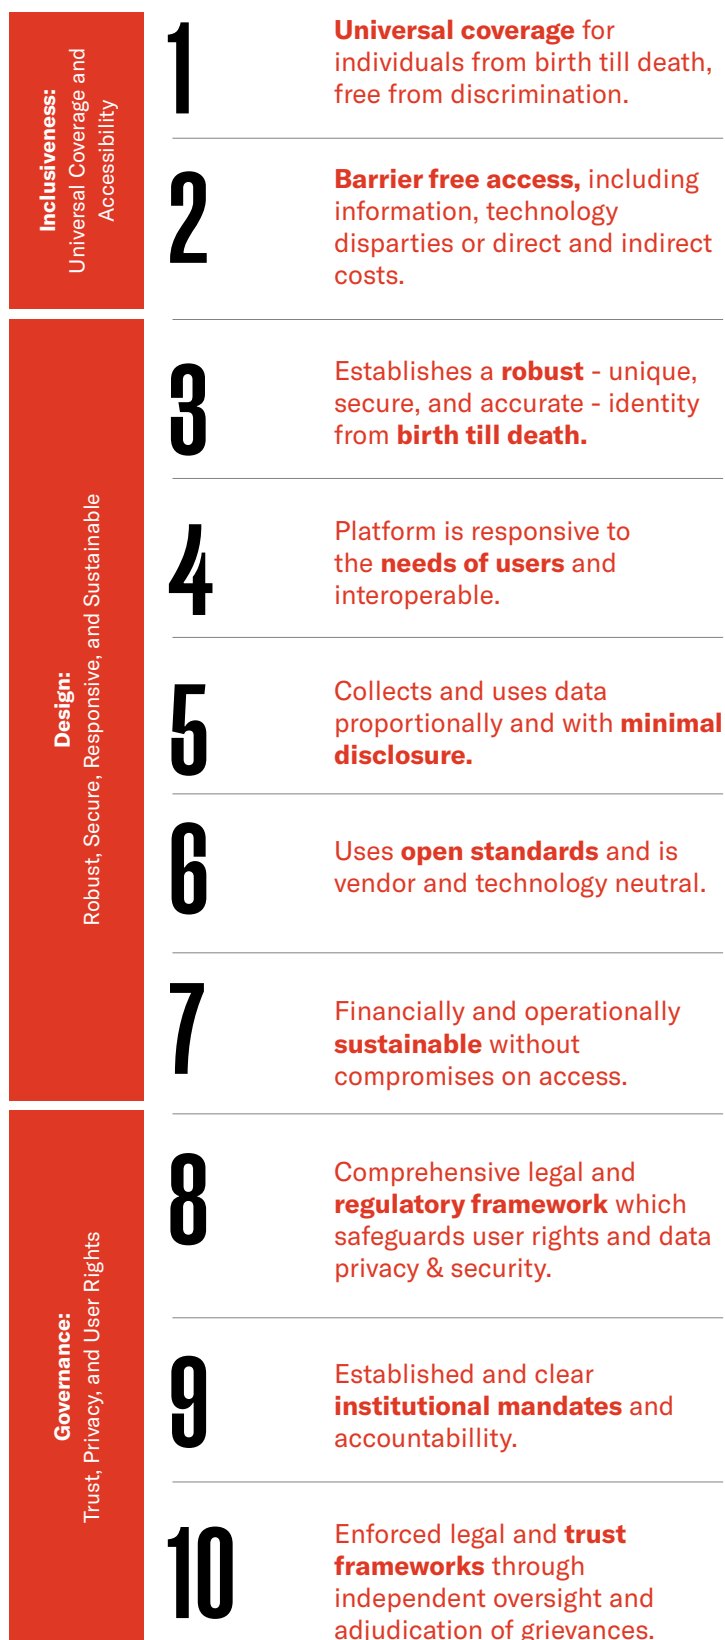 Inclusiveness:
Universal Coverage and
Accessibility
1
Universal coverage for
individuals from birth till death,
free from discrimination.
2
Barrier free access, including
information, technology
disparties or direct and indirect
costs.
Design:
Robust, Secure, Responsive, and Sustainable
3
Establishes a robust - unique,
secure, and accurate - identity
from birth till death.
4
Platform is responsive to
the needs of users and
interoperable.
5
Collects and uses data
proportionally and with minimal
disclosure.
6
Uses open standards and is
vendor and technology neutral.
7
Financially and operationally
sustainable without
compromises on access.
Governance:
Trust, Privacy, and User Rights
8
Comprehensive legal and
regulatory framework which
safeguards user rights and data
privacy & security.
9
Established and clear
institutional mandates and
accountabillity.
10
Enforced legal and trust
frameworks through
independent oversight and
adjudication of grievances.